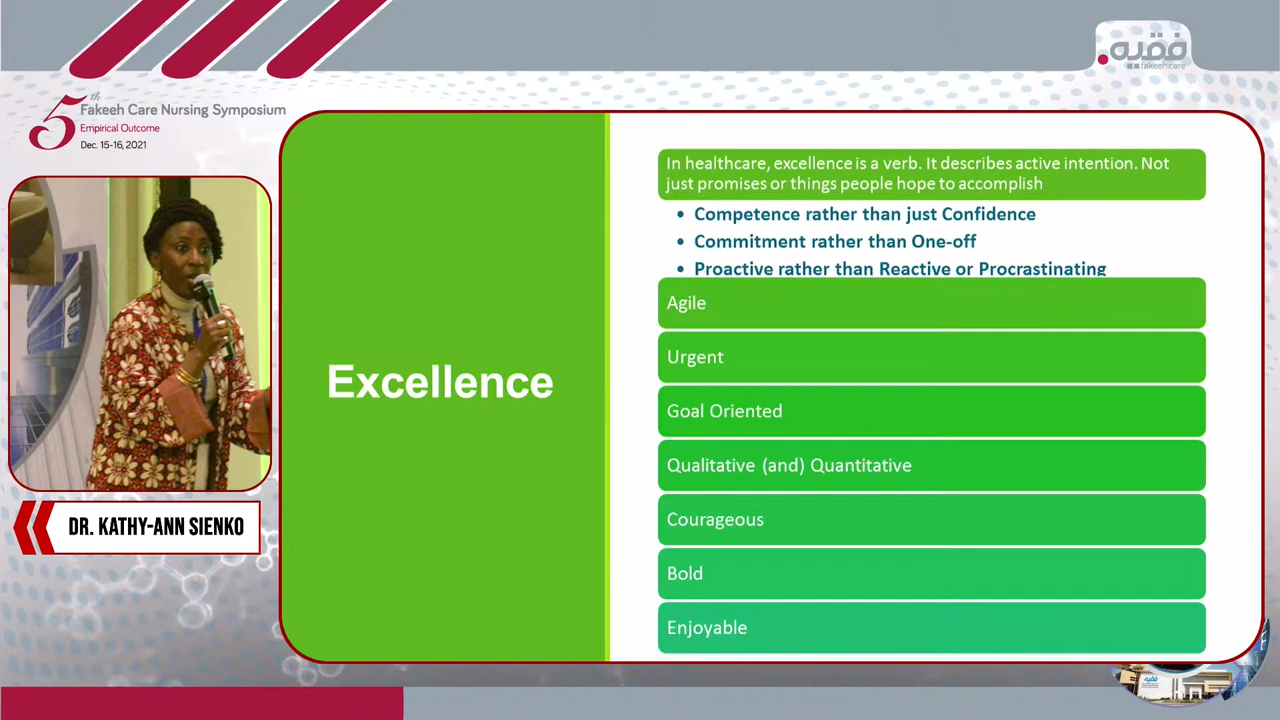 فقيه
fakeeh.care
5th
Fakeeh Care Nursing Symposium
Empirical Outcome
Dec. 15-16, 2021
DR. KATHY-ANN SIENKO
Excellence
In healthcare, excellence is a verb. It describes active intention. Not
just promises or things people hope to accomplish
• Competence rather than just Confidence
• Commitment rather than One-off
• Proactive rather than Reactive or Procrastinating
Agile
Urgent
Goal Oriented
Qualitative (and) Quantitative
Courageous
Bold
Enjoyable
فقيه